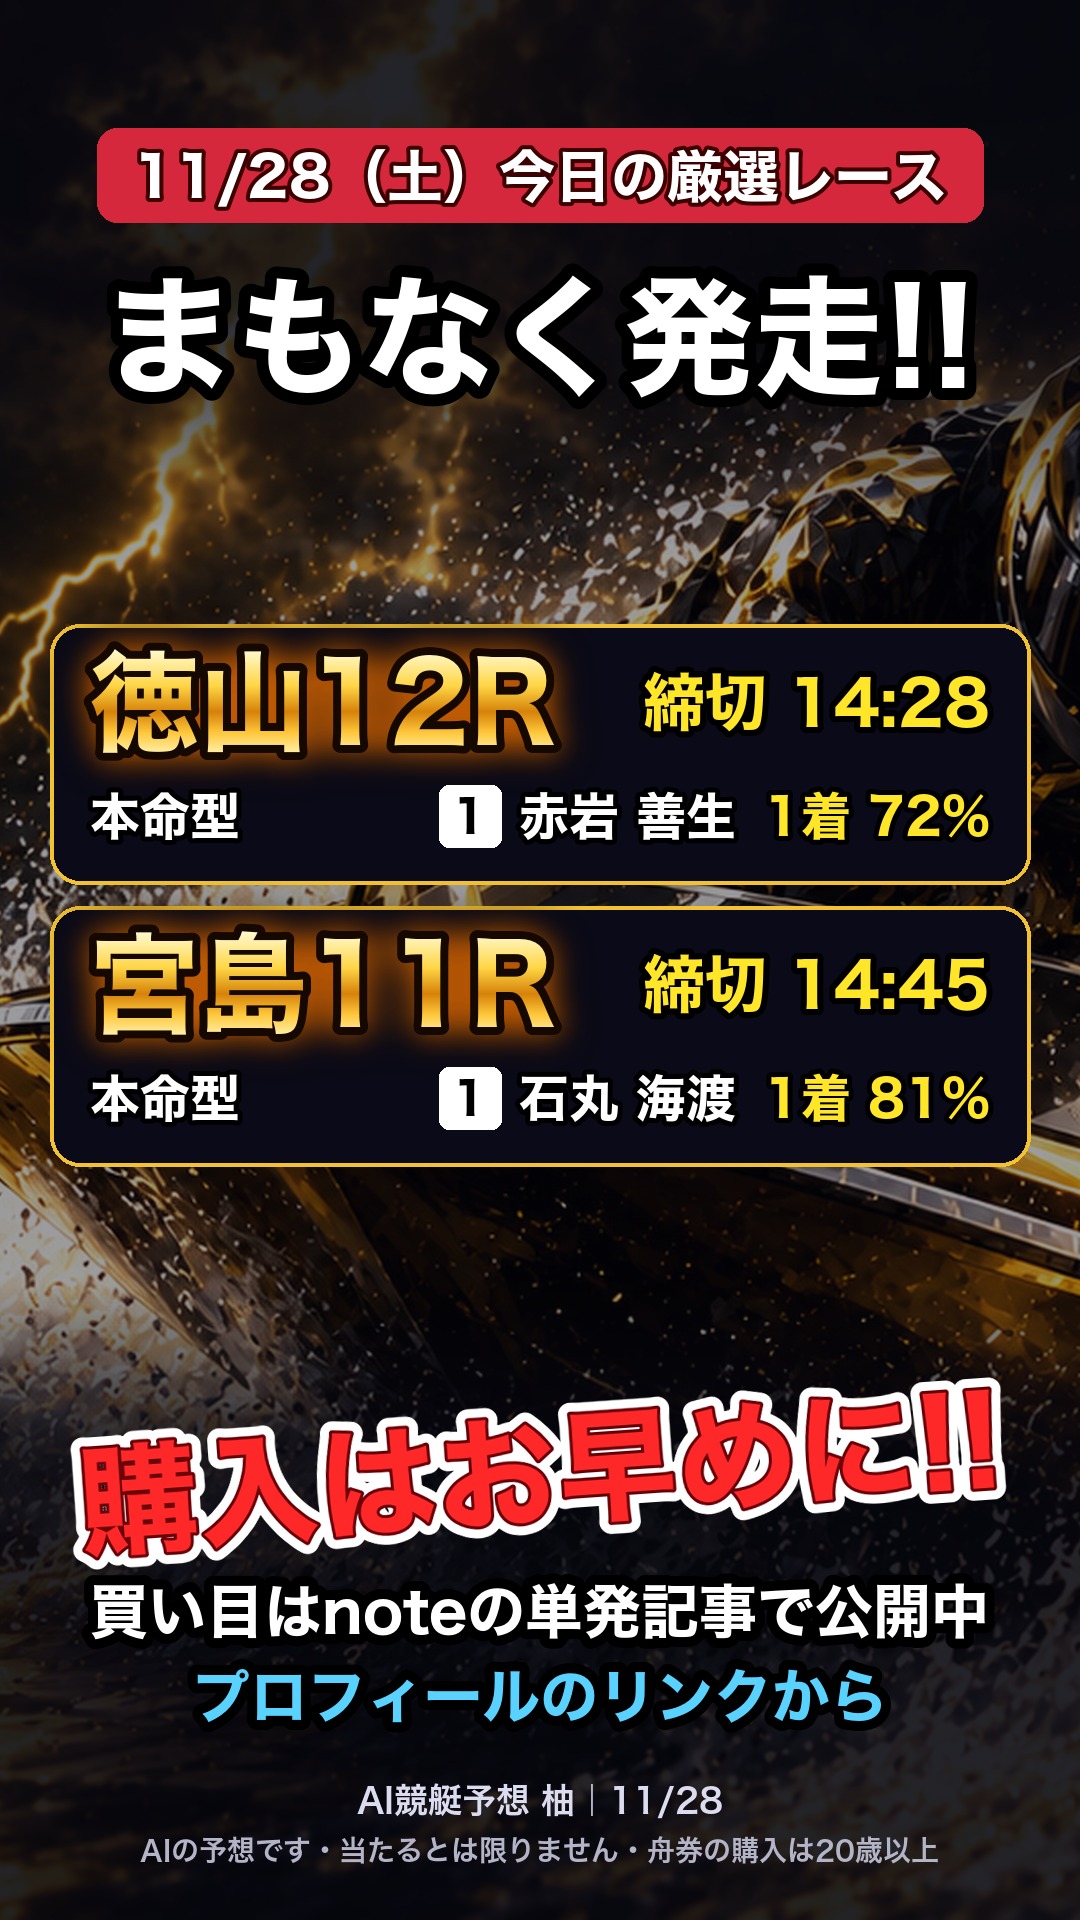 11/28（土）今日の厳選レース
まもなく発走!!
徳山12R 締切 14:28
本命型 1 赤岩 善生 1着 72%
宮島11R 締切 14:45
本命型 1 石丸 海渡 1着 81%
購入はお早めに!!
買い目はnoteの単発記事で公開中
プロフィールのリンクから
AI競艇予想 柚｜11/28
AIの予想です・当たるとは限りません・舟券の購入は20歳以上